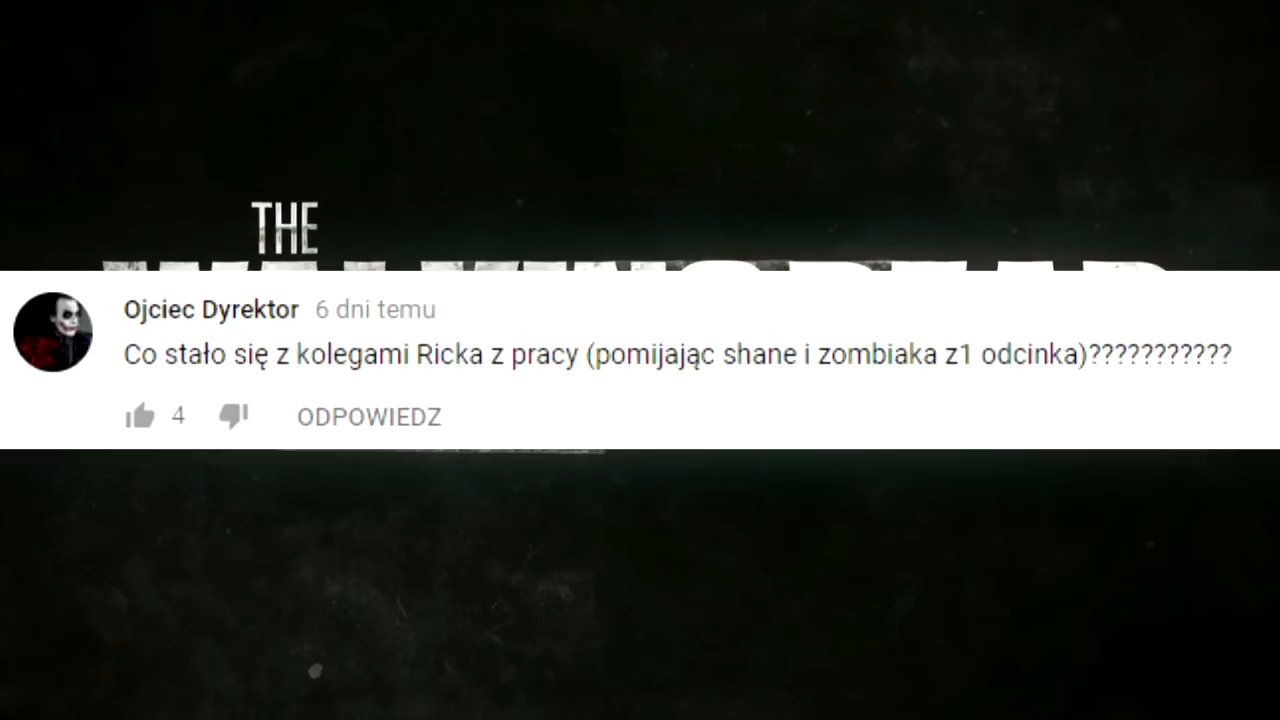 THE
Ojciec Dyrektor 6 dni temu
Co stało się z kolegami Ricka z pracy (pomijając shane i zombiaka z1 odcinka)???????????
4 ODPOWIEDZ